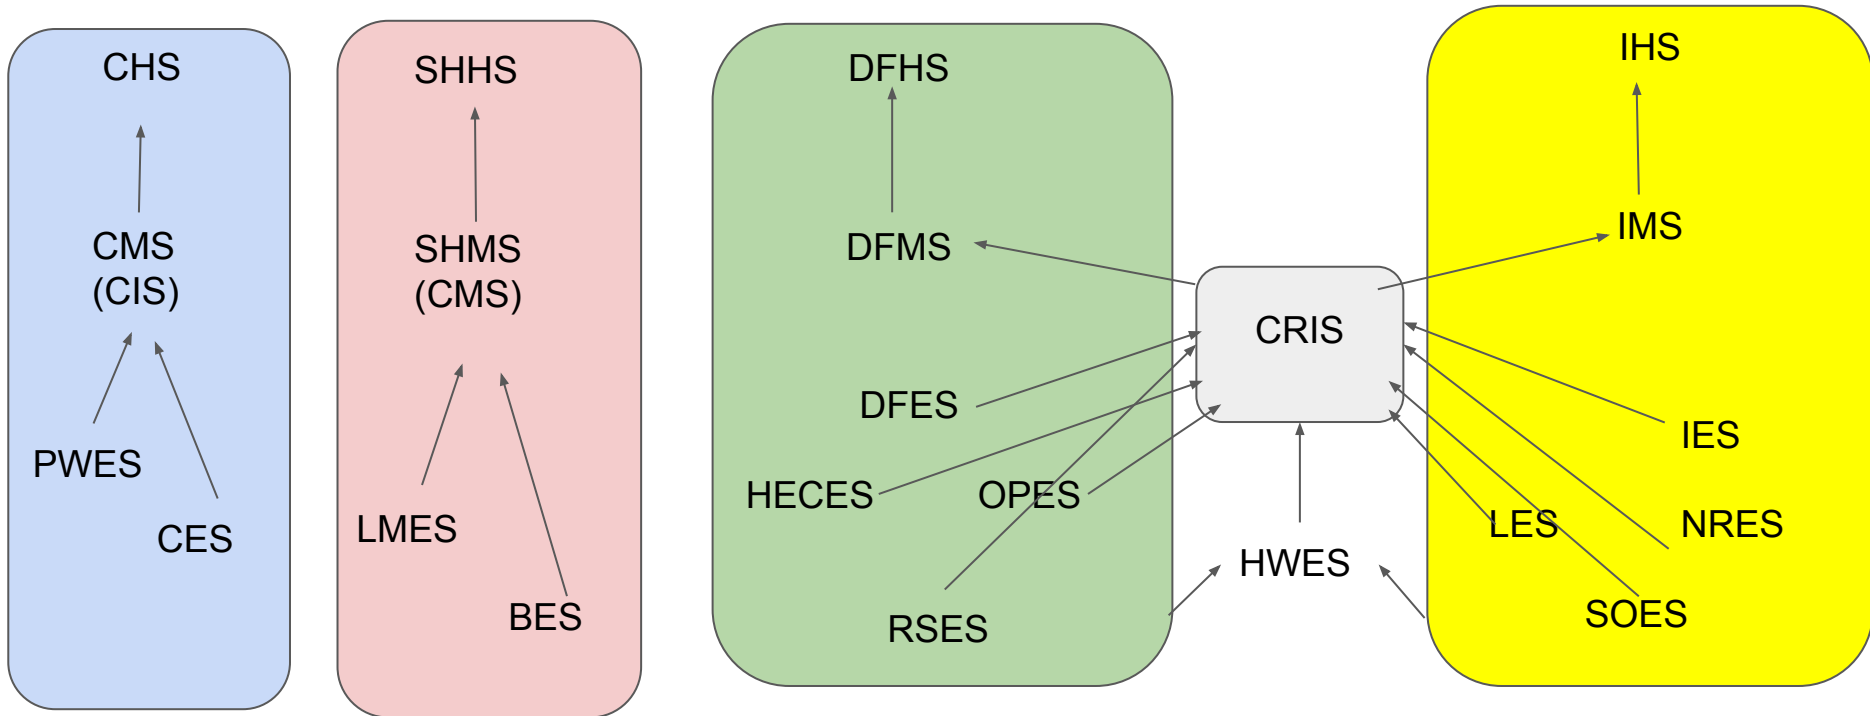 CHS
CMS
(CIS)
PWES
CES
SHHS
SHMS
(CMS)
LMES
BES
DFHS
DFMS
DFES
HECES
OPES
RSES
CRIS
HWES
IHS
IMS
IES
LES
NRES
SOES